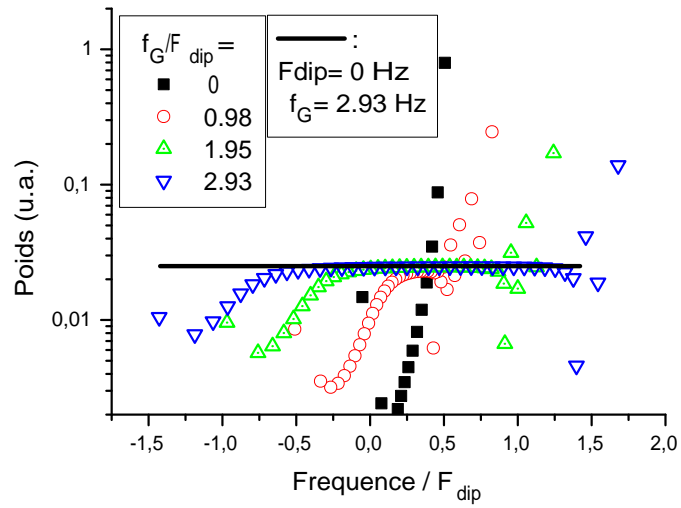 f_G/F_dip =
0
0.98
1.95
2.93
:
Fdip= 0 Hz
f_G= 2.93 Hz
Poids (u.a.)
1
0,1
0,01
-1,5 -1,0 -0,5 0,0 0,5 1,0 1,5 2,0
Frequence / F_dip